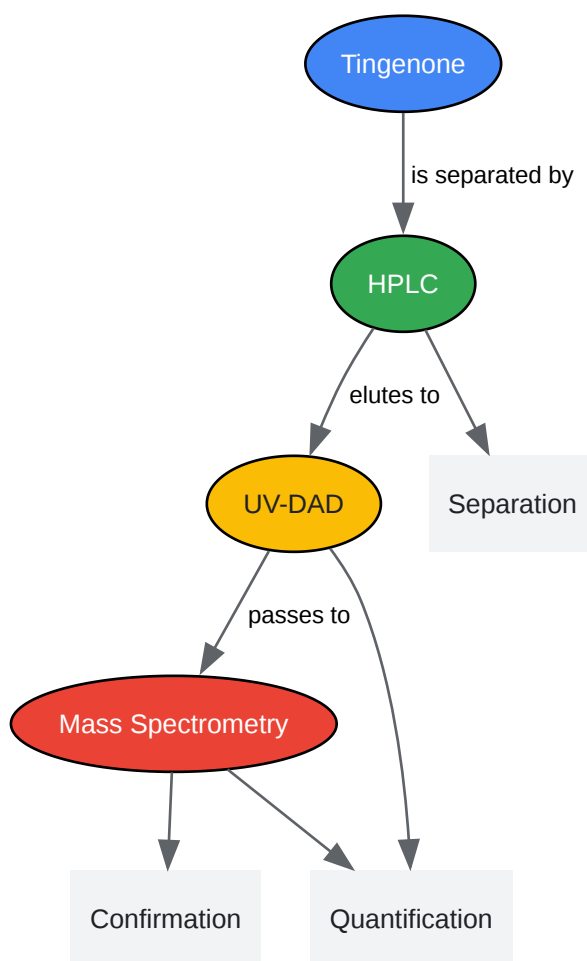 Tingenone
is separated by
HPLC
elutes to
UV-DAD
Separation
passes to
Mass Spectrometry
Confirmation
Quantification